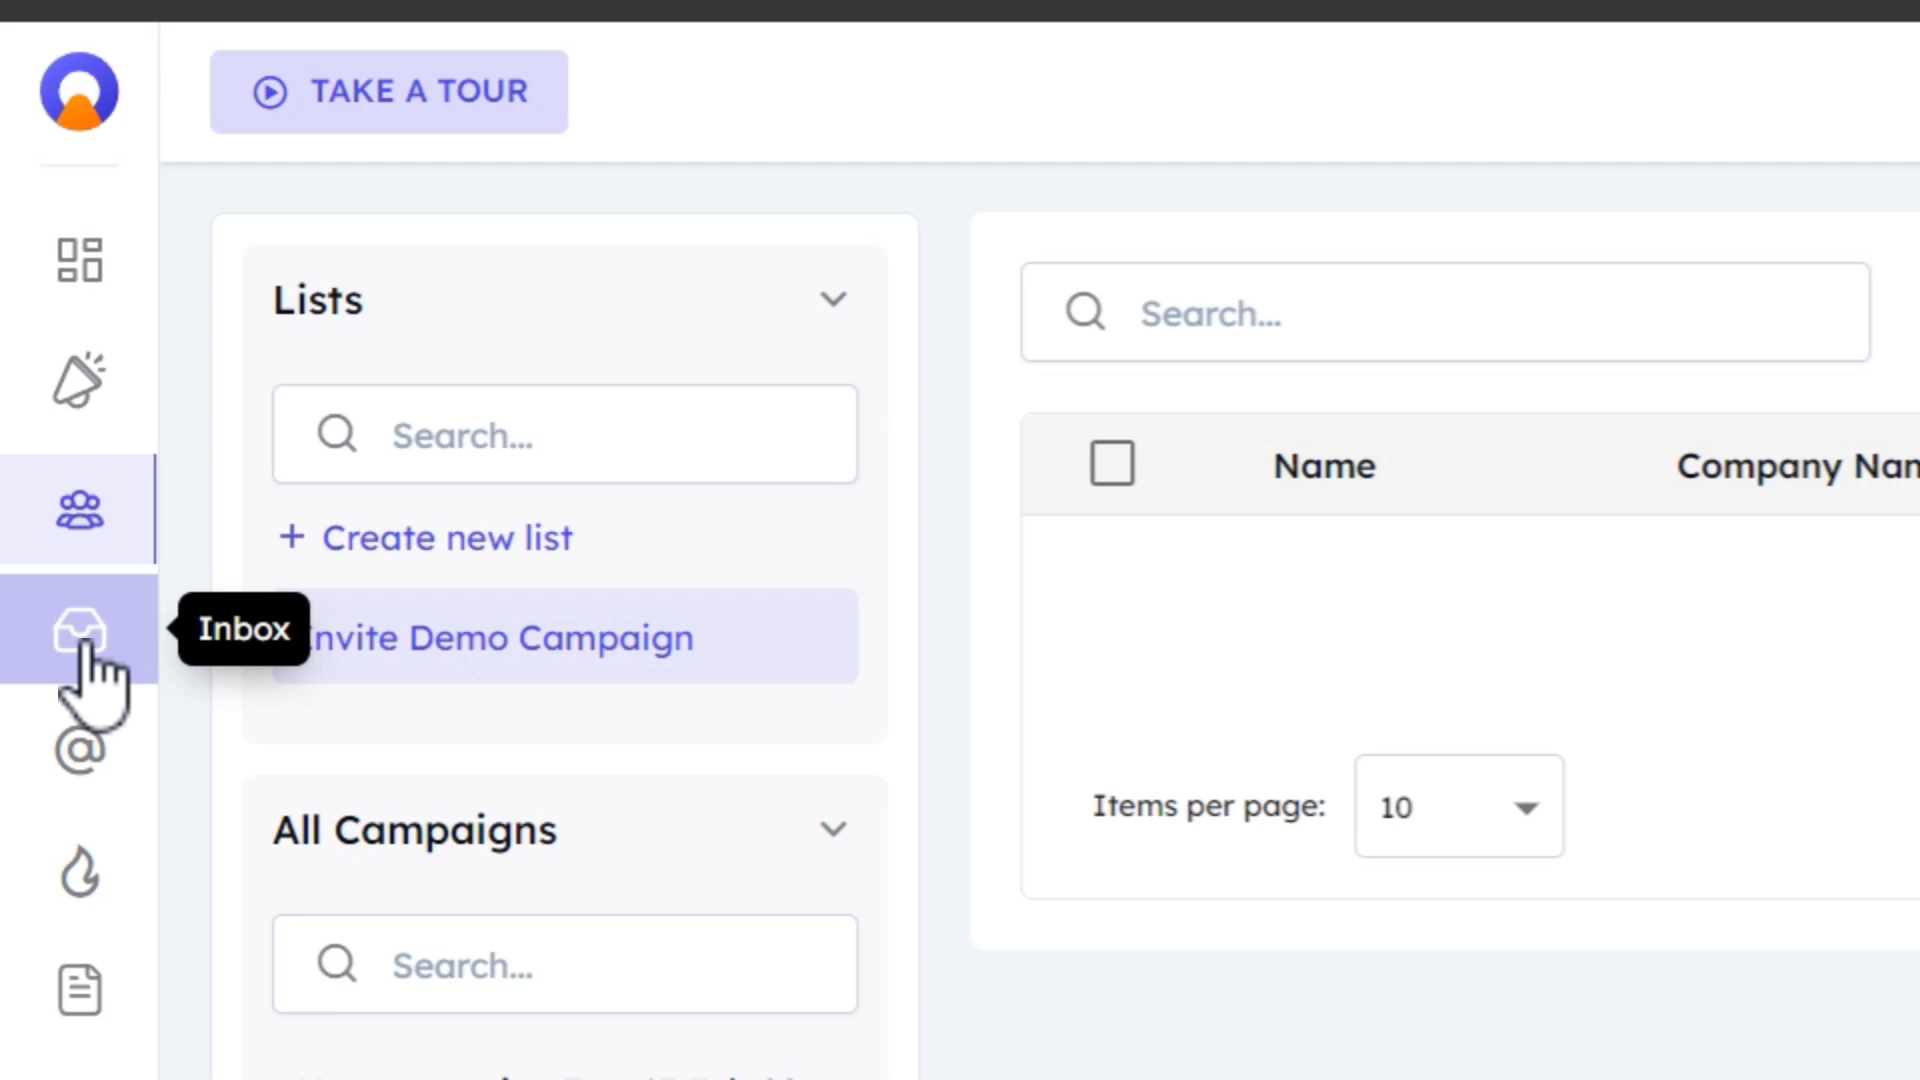 TAKE A TOUR
Lists
Search...
Search...
Name
Company Nam
+ Create new list
Inbox
nvite Demo Campaign
Items per page:
10
All Campaigns
Search...